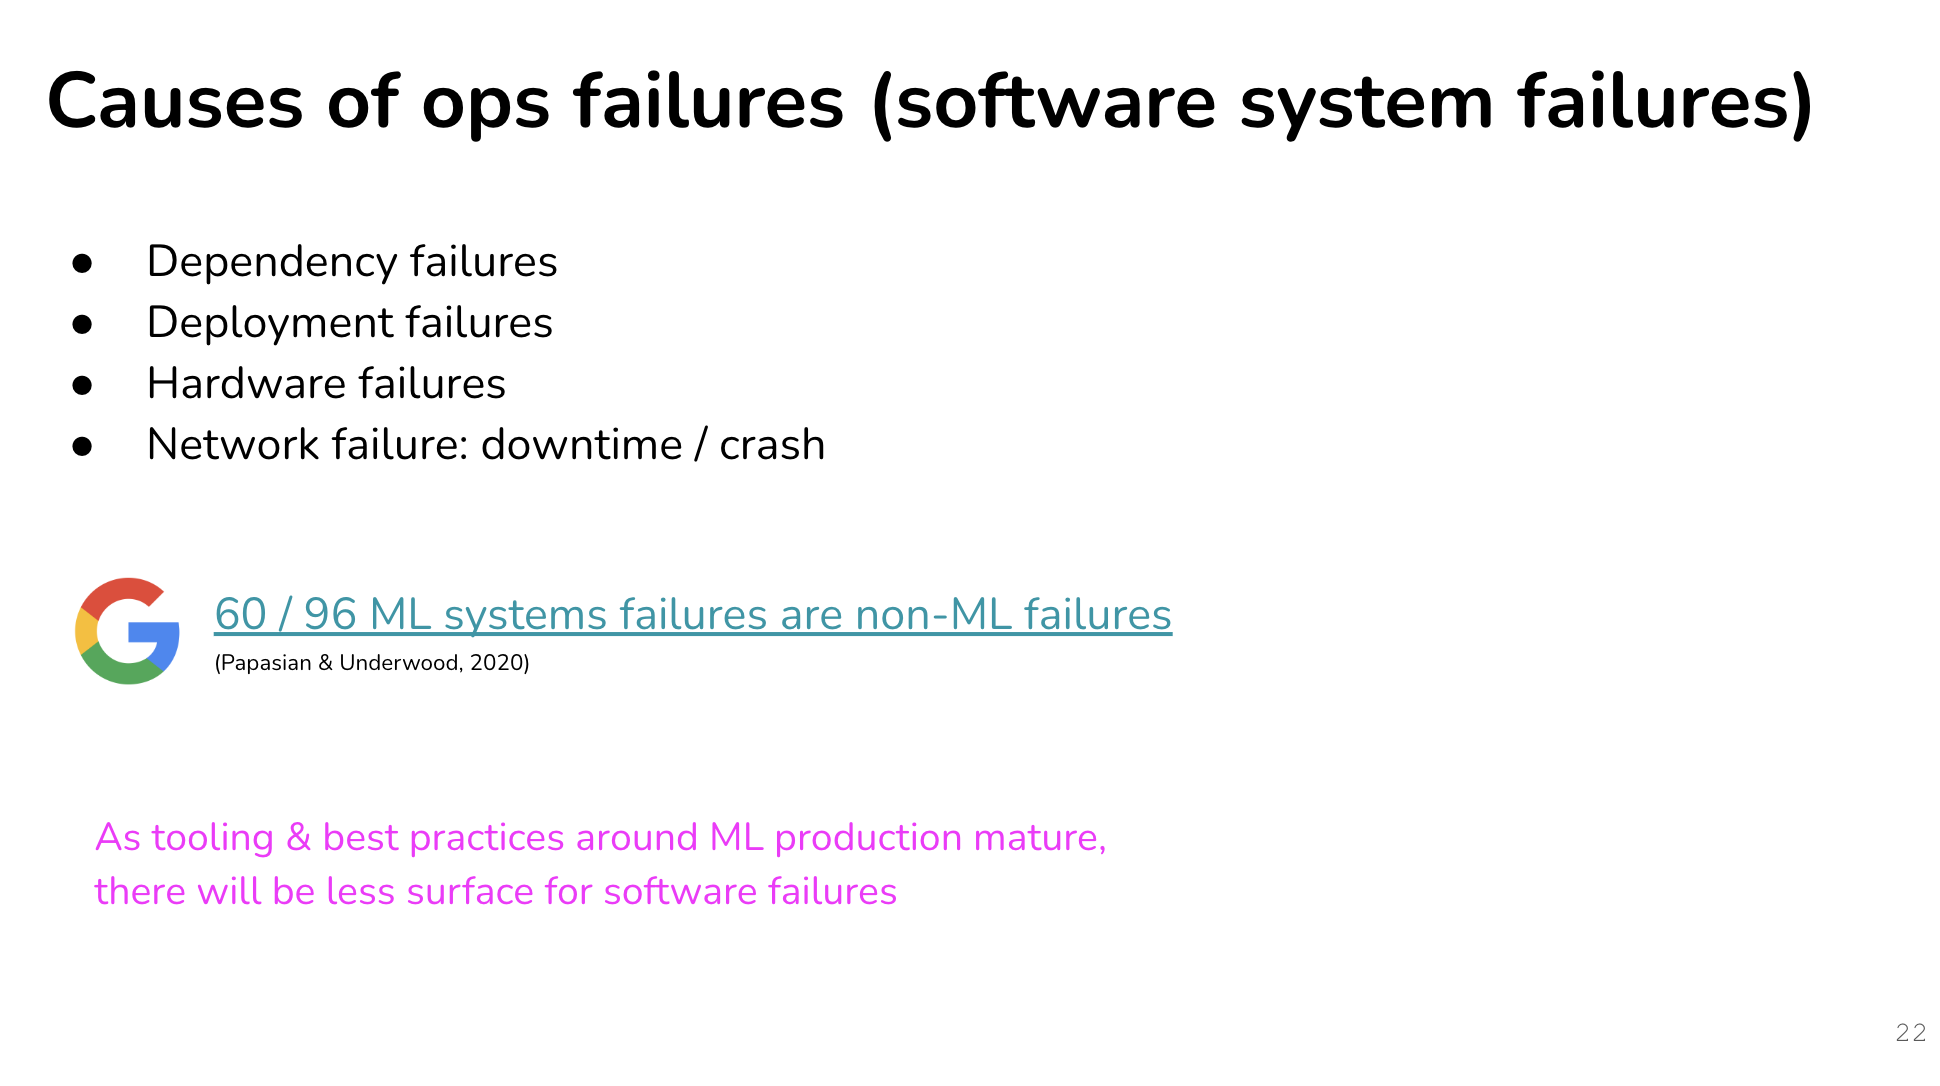 Causes of ops failures (software system failures)
● Dependency failures
● Deployment failures
● Hardware failures
● Network failure: downtime / crash
60 / 96 ML systems failures are non-ML failures
(Papasian & Underwood, 2020)
As tooling & best practices around ML production mature,
there will be less surface for software failures
22